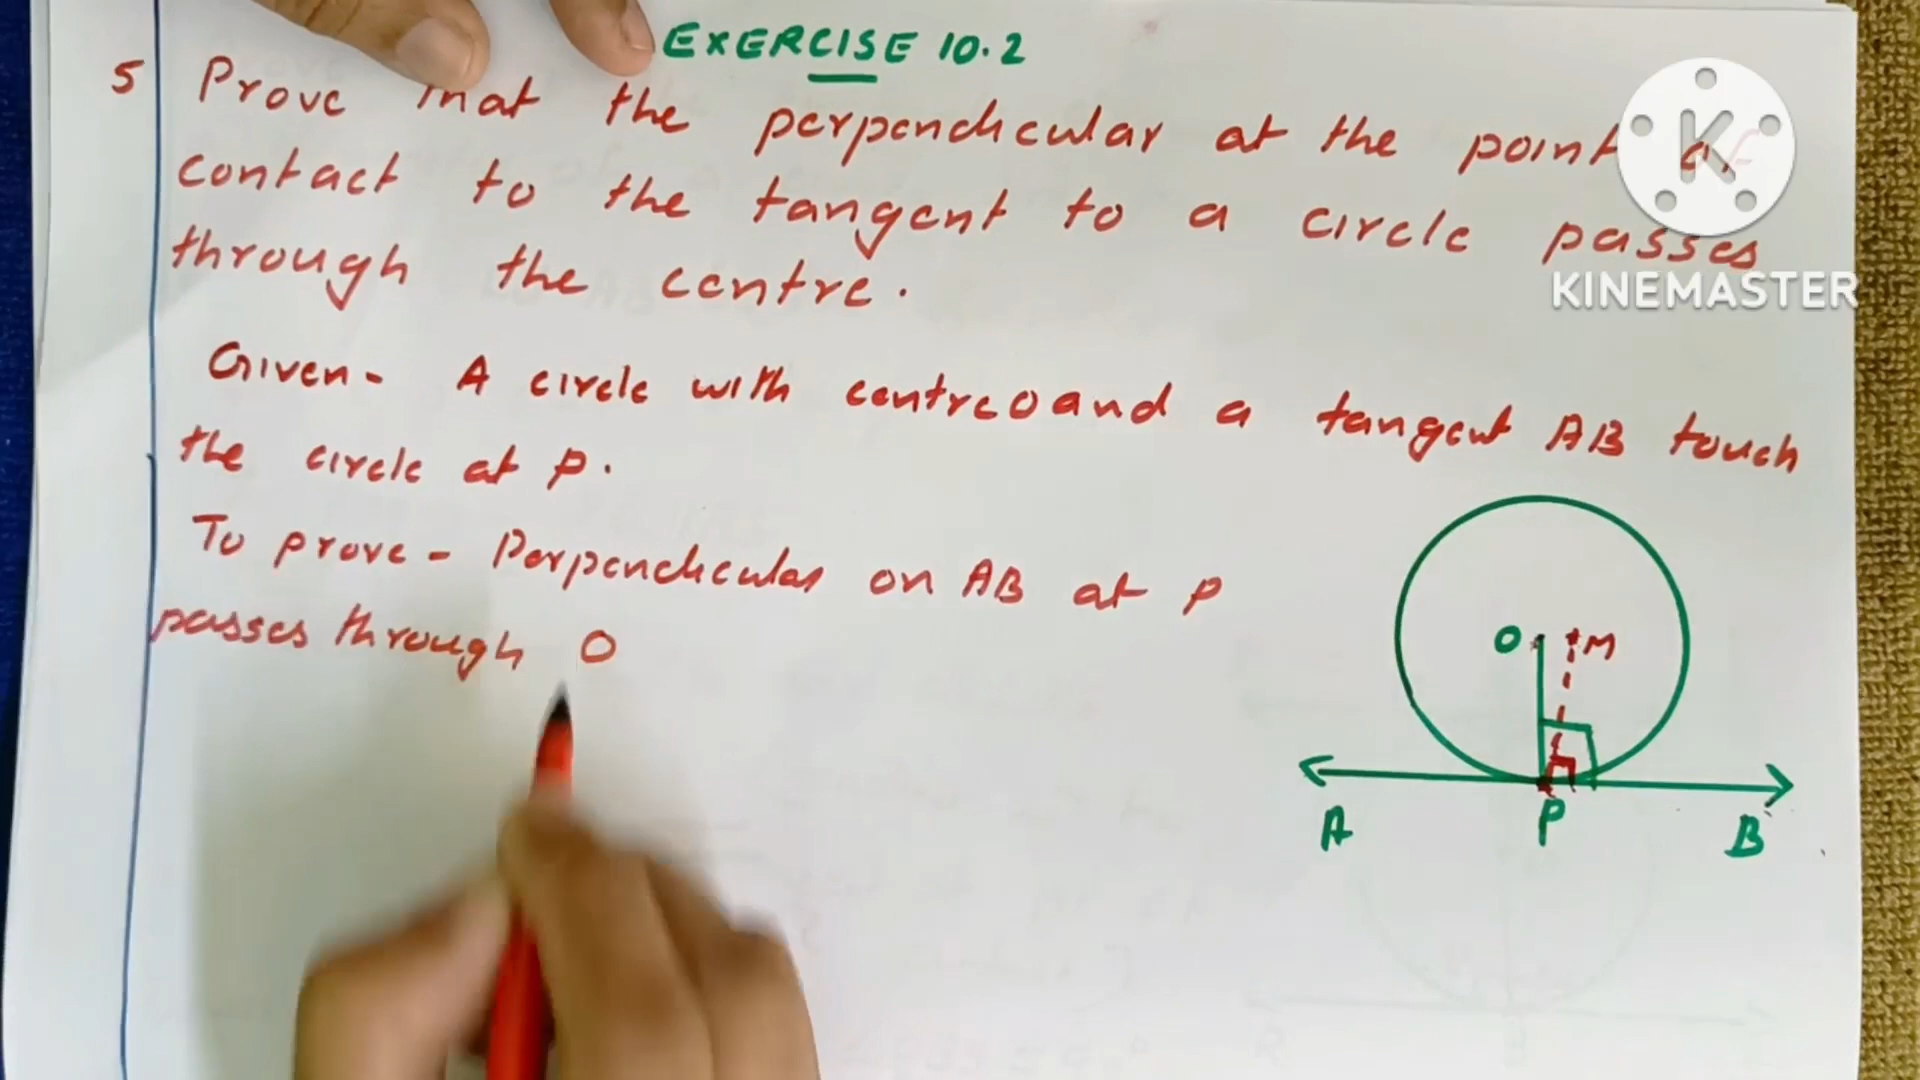 EXERCISE 10.2
5 Prove that the perpendicular at the point of
contact to the tangent to a circle passes
through the centre.
KINEMASTER
Given - A circle with centre O and a tangent AB touch
the circle at P.
To prove - Perpendicular on AB at P
passes through O
O M
A P B